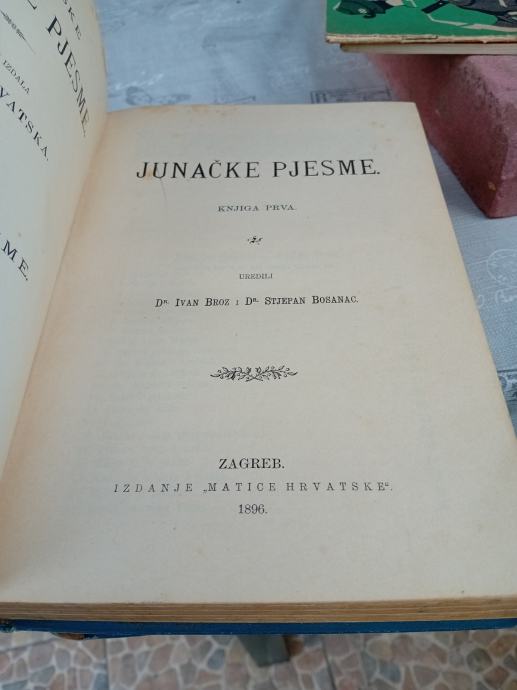 SKE
PJESME.
IZDALA
VATSKA.
ME.
JUNAČKE PJESME.
KNJIGA PRVA.
UREDILI
DR. IVAN BROZ I DR. STJEPAN BOSANAC.
ZAGREB.
IZDANJE „MATICE HRVATSKE“.
1896.